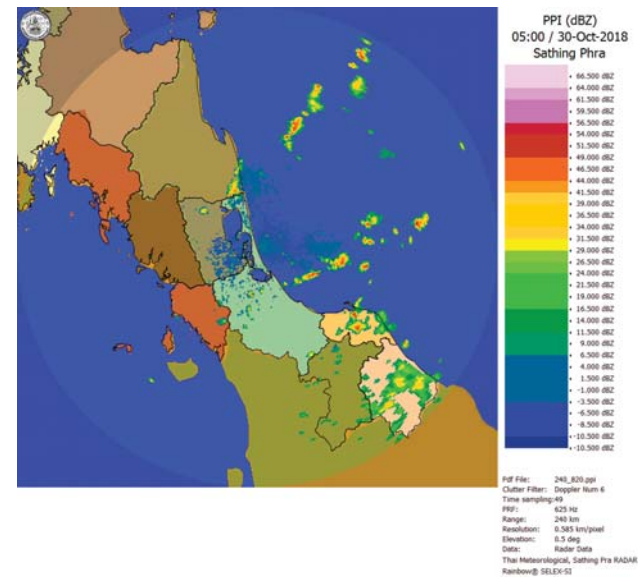 PPI (dBZ)
05:00 / 30-Oct-2018
Sathing Phra
66.500 dBZ
64.000 dBZ
61.500 dBZ
59.500 dBZ
56.500 dBZ
54.000 dBZ
51.500 dBZ
49.000 dBZ
46.500 dBZ
44.000 dBZ
41.500 dBZ
39.000 dBZ
36.500 dBZ
34.000 dBZ
31.500 dBZ
29.000 dBZ
26.500 dBZ
24.000 dBZ
21.500 dBZ
19.000 dBZ
16.500 dBZ
14.000 dBZ
11.500 dBZ
9.000 dBZ
6.500 dBZ
4.000 dBZ
1.500 dBZ
-1.000 dBZ
-3.500 dBZ
-6.500 dBZ
-8.500 dBZ
-10.500 dBZ
-10.500 dBZ
Pdf File: 240_820.ppi
Clutter Filter: Doppler Num 6
Time sampling:49
PRF: 625 Hz
Range: 240 km
Resolution: 0.585 km/pixel
Elevation: 0.5 deg
Data: Radar Data
Thai Meteorological, Sathing Pra RADAR
Rainbow® SELEX-SI